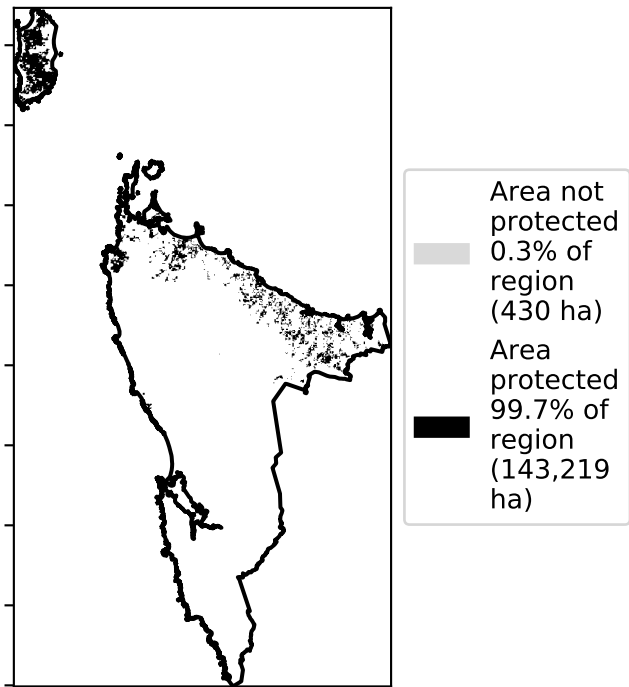 Area not
protected
0.3% of
region
(430 ha)
Area
protected
99.7% of
region
(143,219
ha)